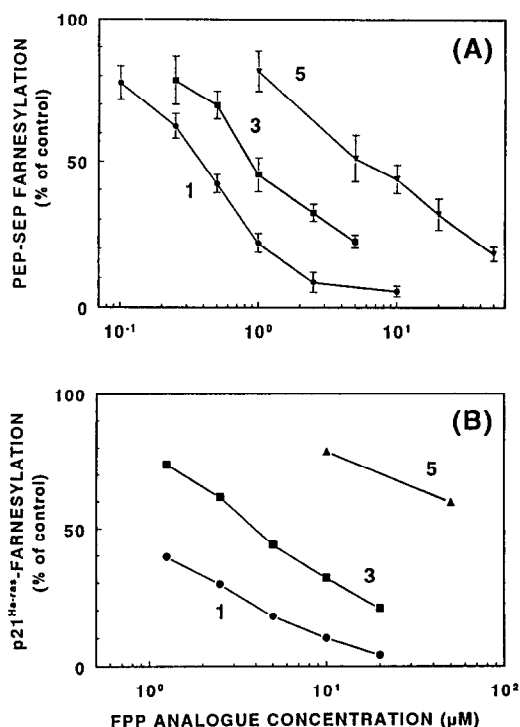 (A)
100
50
0
PEP-SEP FARNESYLATION
(% of control)
5
3
1
10⁻¹ 10⁰ 10¹
(B)
100
50
0
p21ᴴᵃ⁻ʳᵃˢ-FARNESYLATION
(% of control)
5
3
1
10⁰ 10¹ 10²
FPP ANALOGUE CONCENTRATION (µM)